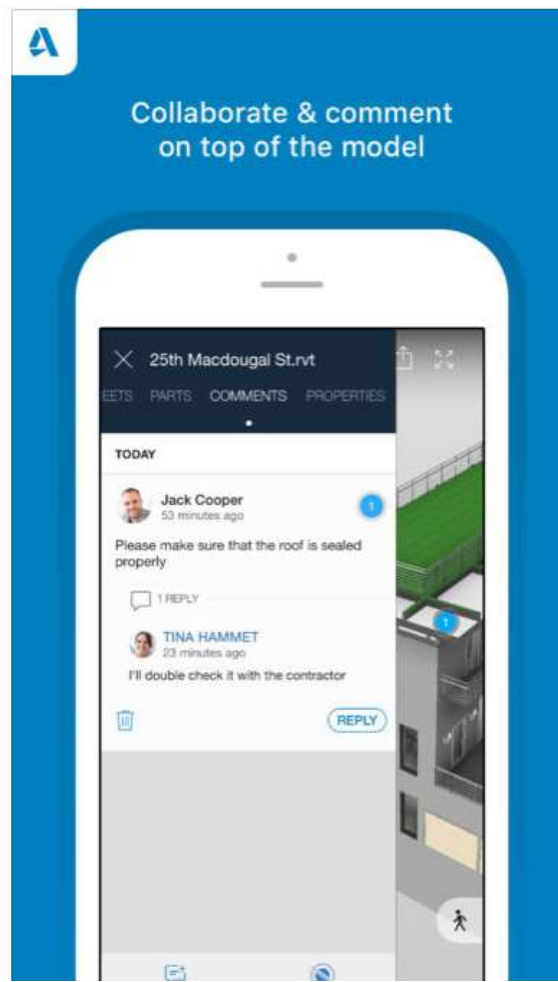 Collaborate & comment
on top of the model
25th Macdougal St.rvt
EETS PARTS COMMENTS PROPERTIES
TODAY
Jack Cooper
53 minutes ago
1
Please make sure that the roof is sealed
properly
1 REPLY
TINA HAMMET
23 minutes ago
I'll double check it with the contractor
REPLY
1